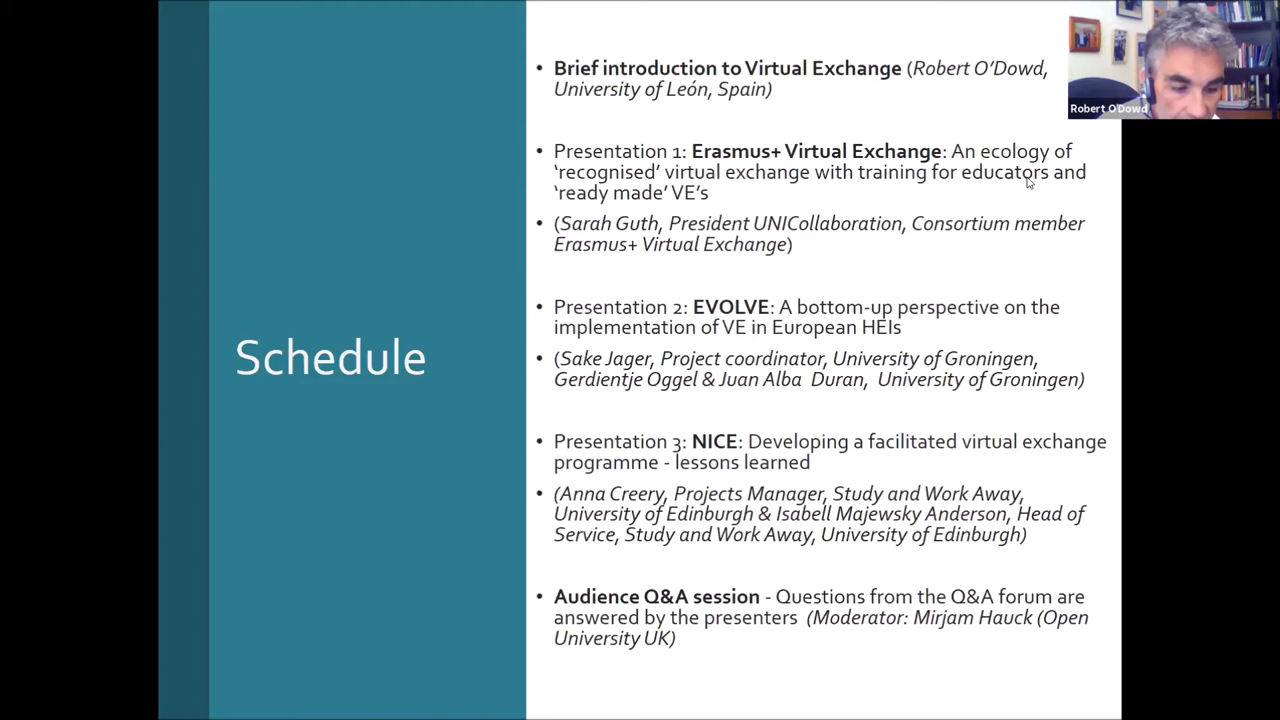 Schedule
• Brief introduction to Virtual Exchange (Robert O'Dowd,
University of León, Spain)
• Presentation 1: Erasmus+ Virtual Exchange: An ecology of
‘recognised’ virtual exchange with training for educators and
‘ready made’ VE’s
• (Sarah Guth, President UNICollaboration, Consortium member
Erasmus+ Virtual Exchange)
• Presentation 2: EVOLVE: A bottom-up perspective on the
implementation of VE in European HEIs
• (Sake Jager, Project coordinator, University of Groningen,
Gerdientje Oggel & Juan Alba Duran, University of Groningen)
• Presentation 3: NICE: Developing a facilitated virtual exchange
programme - lessons learned
• (Anna Creery, Projects Manager, Study and Work Away,
University of Edinburgh & Isabell Majewsky Anderson, Head of
Service, Study and Work Away, University of Edinburgh)
• Audience Q&A session - Questions from the Q&A forum are
answered by the presenters (Moderator: Mirjam Hauck (Open
University UK)
Robert O'Dowd